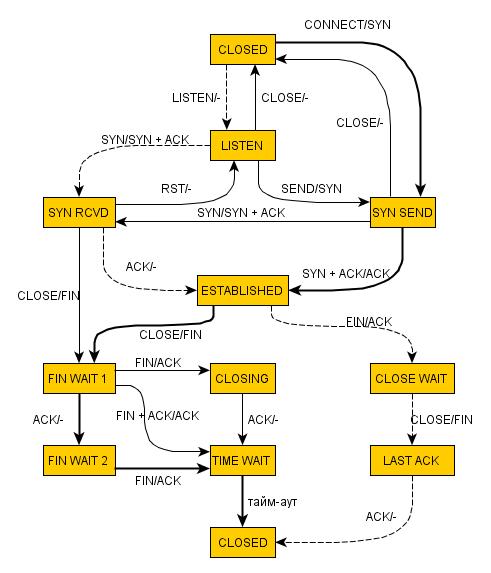 CONNECT/SYN
CLOSED
LISTEN/-
CLOSE/-
CLOSE/-
SYN/SYN + ACK
LISTEN
RST/-
SEND/SYN
SYN RCVD
SYN/SYN + ACK
SYN SEND
ACK/-
SYN + ACK/ACK
CLOSE/FIN
ESTABLISHED
FIN/ACK
CLOSE/FIN
FIN/ACK
FIN WAIT 1
CLOSING
CLOSE WAIT
ACK/-
FIN + ACK/ACK
ACK/-
CLOSE/FIN
FIN WAIT 2
TIME WAIT
LAST ACK
FIN/ACK
тайм-аут
ACK/-
CLOSED